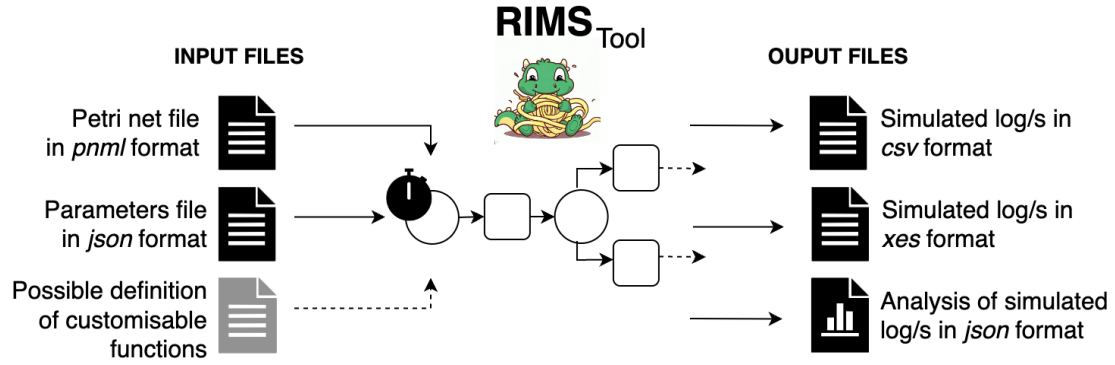 RIMS Tool
INPUT FILES
OUPUT FILES
Petri net file
in pnml format
Parameters file
in json format
Possible definition
of customisable
functions
Simulated log/s in
csv format
Simulated log/s in
xes format
Analysis of simulated
log/s in json format